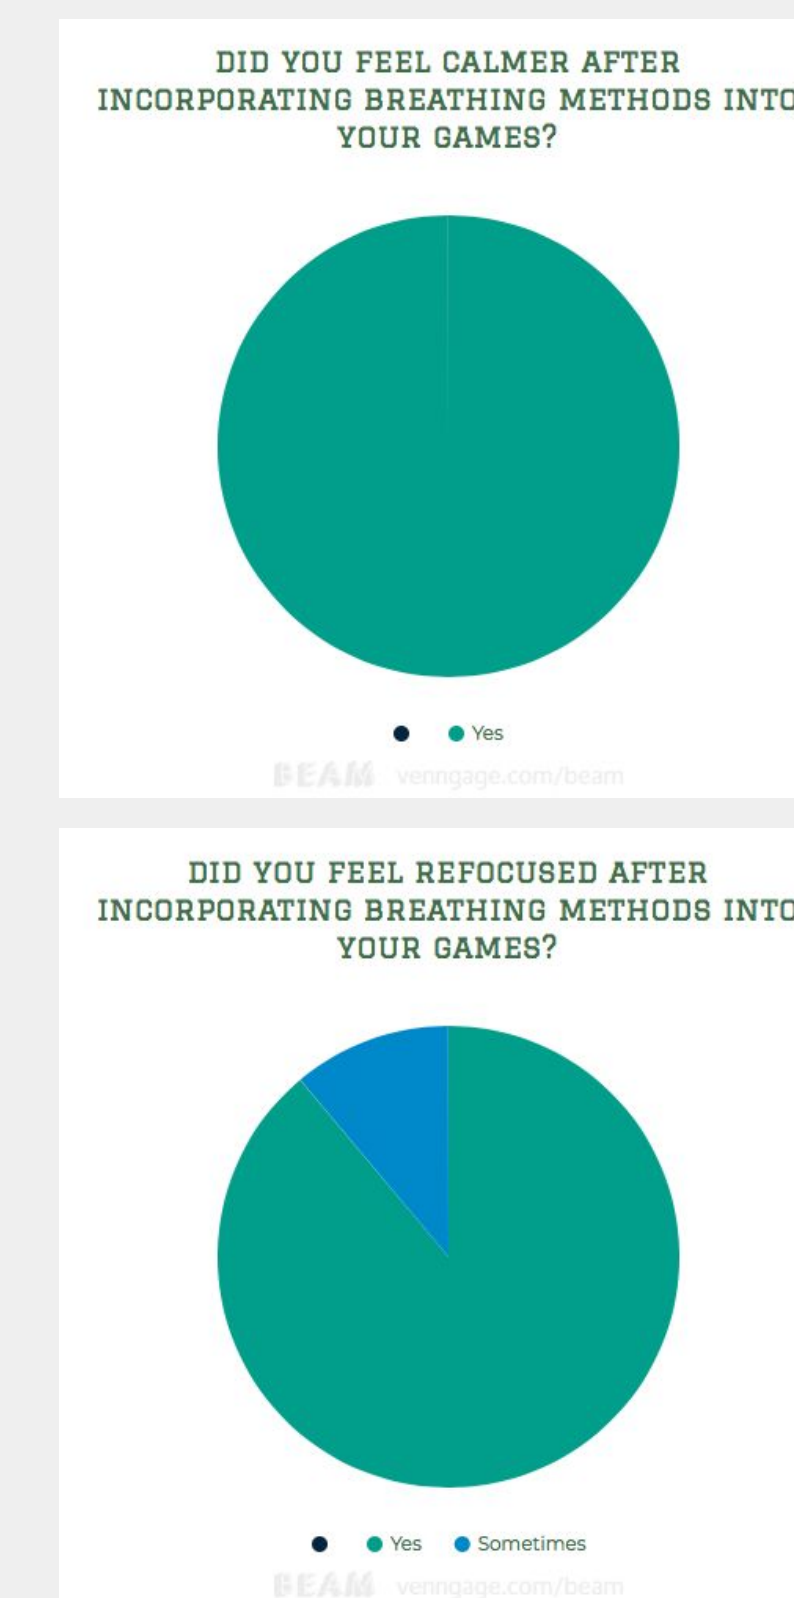 DID YOU FEEL CALMER AFTER
INCORPORATING BREATHING METHODS INTO
YOUR GAMES?
Yes
BEAM venngage.com/beam
DID YOU FEEL REFOCUSED AFTER
INCORPORATING BREATHING METHODS INTO
YOUR GAMES?
Yes Sometimes
BEAM venngage.com/beam